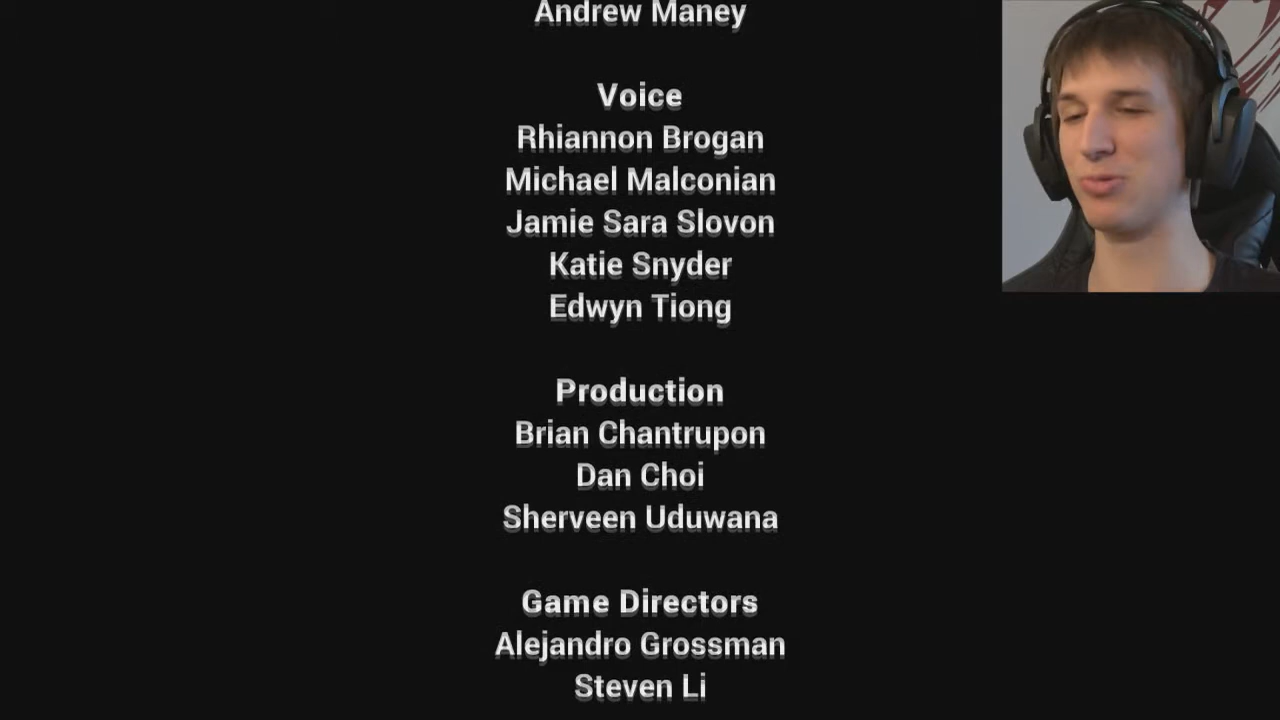 Andrew Maney
Voice
Rhiannon Brogan
Michael Malconian
Jamie Sara Slovon
Katie Snyder
Edwyn Tiong
Production
Brian Chantrupon
Dan Choi
Sherveen Uduwana
Game Directors
Alejandro Grossman
Steven Li